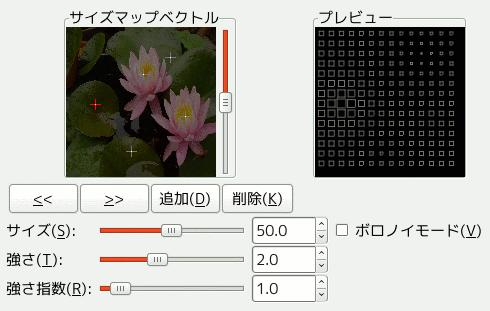 サイズマップベクトル プレビュー
<< >> 追加(D) 削除(K)
サイズ(S): 50.0 ボロノイモード(V)
強さ(T): 2.0
強さ指数(R): 1.0